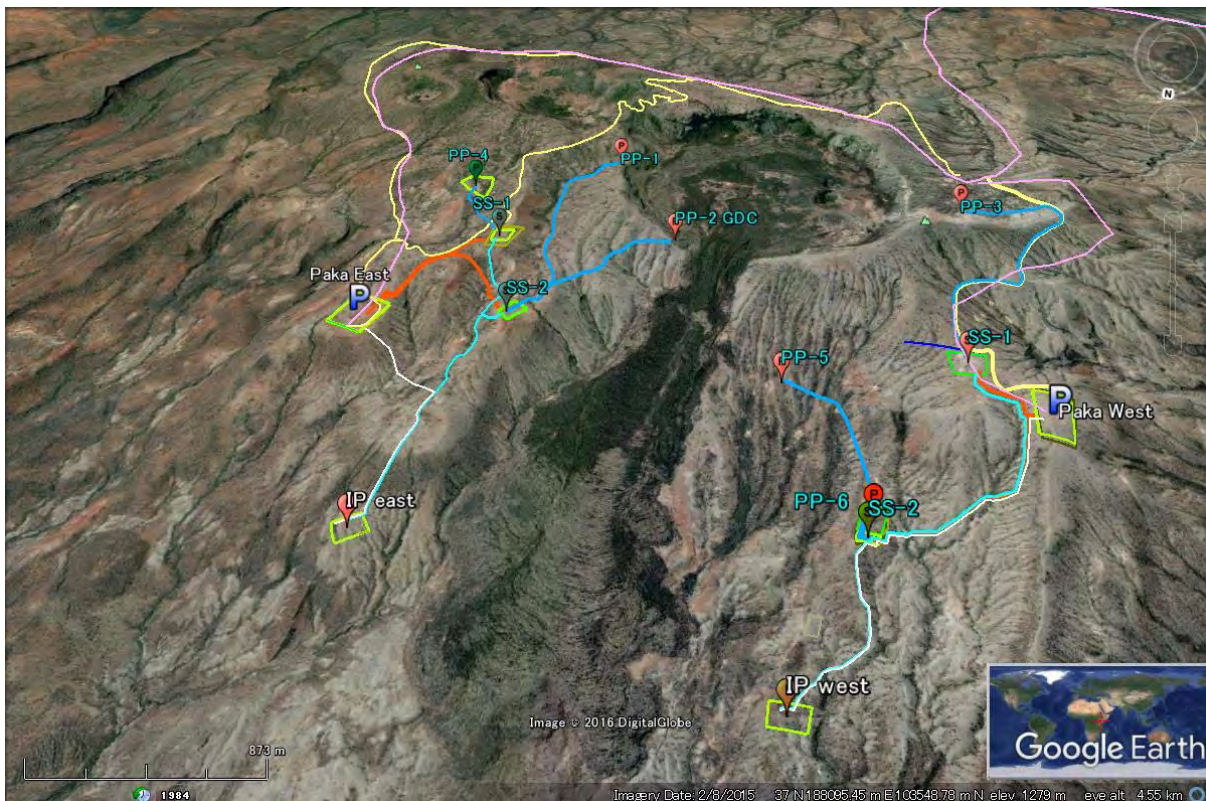 N
PP-4
PP-1
SS-1
PP-2 GDC
PP-3
Paka East
P
SS-2
SS-1
PP-5
P
Paka West
IP east
PP-6
SS-2
IP west
Image © 2016 DigitalGlobe
873 m
Google Earth
1984
Imagery Date: 2/8/2015 37 N 188095.45 m E 103548.78 m N elev 1279 m eye alt 4.55 km